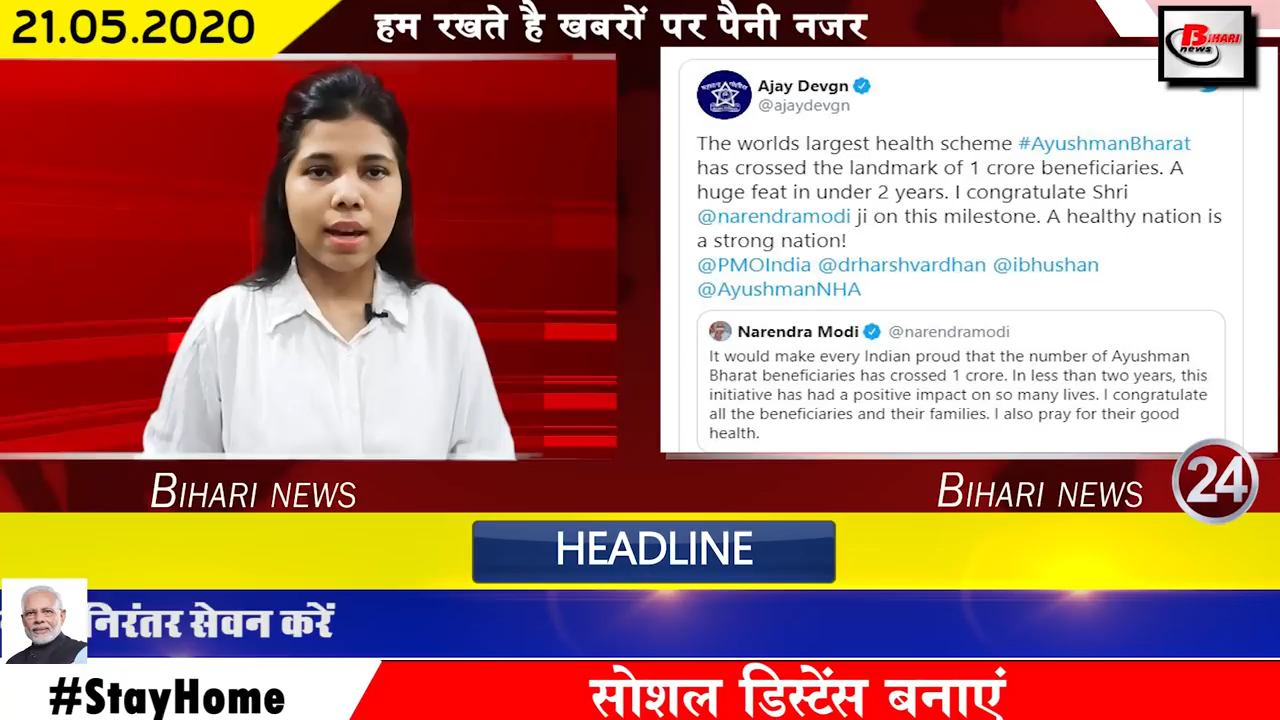 21.05.2020
हम रखते है खबरों पर पैनी नजर
BIHARI
news
Ajay Devgn
@ajaydevgn
The worlds largest health scheme #AyushmanBharat
has crossed the landmark of 1 crore beneficiaries. A
huge feat in under 2 years. I congratulate Shri
@narendramodi ji on this milestone. A healthy nation is
a strong nation!
@PMOIndia @drharshvardhan @ibhushan
@AyushmanNHA
Narendra Modi @narendramodi
It would make every Indian proud that the number of Ayushman
Bharat beneficiaries has crossed 1 crore. In less than two years, this
initiative has had a positive impact on so many lives. I congratulate
all the beneficiaries and their families. I also pray for their good
health.
BIHARI NEWS
BIHARI NEWS
24
HEADLINE
निरंतर सेवन करें
#StayHome
सोशल डिस्टेंस बनाएं